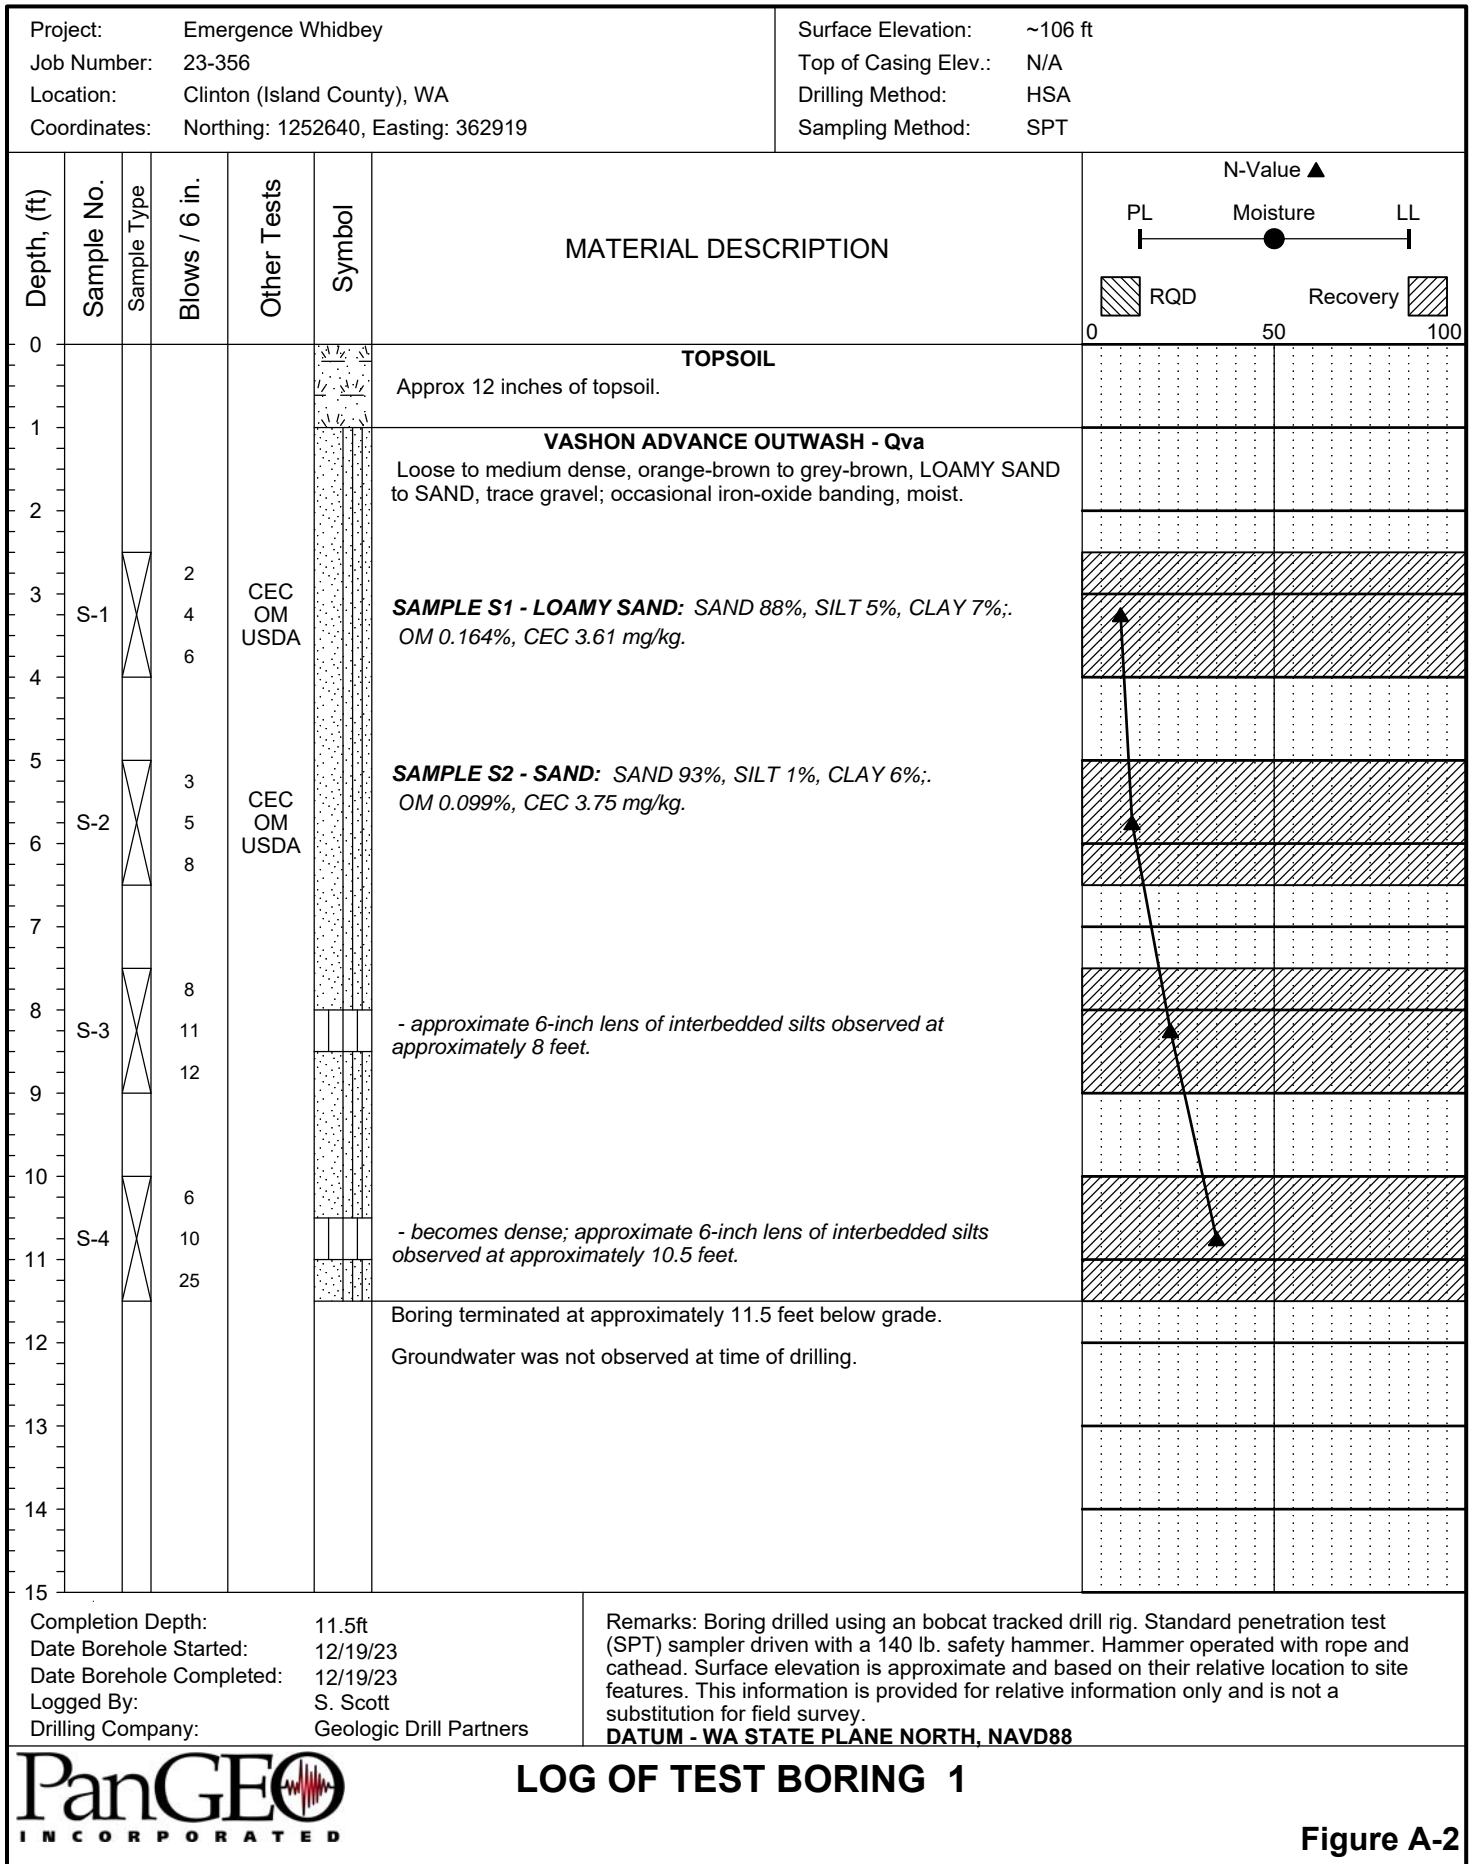 Project: Emergence Whidbey
Job Number: 23-356
Location: Clinton (Island County), WA
Coordinates: Northing: 1252640, Easting: 362919
Surface Elevation: ~106 ft
Top of Casing Elev.: N/A
Drilling Method: HSA
Sampling Method: SPT
Depth, (ft)
Sample No.
Sample Type
Blows / 6 in.
Other Tests
Symbol
MATERIAL DESCRIPTION
N-Value ▲
PL Moisture LL
RQD Recovery
0 50 100
0
TOPSOIL
Approx 12 inches of topsoil.
1
VASHON ADVANCE OUTWASH - Qva
Loose to medium dense, orange-brown to grey-brown, LOAMY SAND
to SAND, trace gravel; occasional iron-oxide banding, moist.
2
3
S-1
2
4
6
CEC
OM
USDA
SAMPLE S1 - LOAMY SAND: SAND 88%, SILT 5%, CLAY 7%;.
OM 0.164%, CEC 3.61 mg/kg.
4
5
S-2
3
5
8
CEC
OM
USDA
SAMPLE S2 - SAND: SAND 93%, SILT 1%, CLAY 6%;.
OM 0.099%, CEC 3.75 mg/kg.
6
7
8
S-3
8
11
12
- approximate 6-inch lens of interbedded silts observed at
approximately 8 feet.
9
10
S-4
6
10
25
- becomes dense; approximate 6-inch lens of interbedded silts
observed at approximately 10.5 feet.
11
Boring terminated at approximately 11.5 feet below grade.
12
Groundwater was not observed at time of drilling.
13
14
15
Completion Depth: 11.5ft
Date Borehole Started: 12/19/23
Date Borehole Completed: 12/19/23
Logged By: S. Scott
Drilling Company: Geologic Drill Partners
Remarks: Boring drilled using an bobcat tracked drill rig. Standard penetration test
(SPT) sampler driven with a 140 lb. safety hammer. Hammer operated with rope and
cathead. Surface elevation is approximate and based on their relative location to site
features. This information is provided for relative information only and is not a
substitution for field survey.
DATUM - WA STATE PLANE NORTH, NAVD88
PanGEO
INCORPORATED
LOG OF TEST BORING 1
Figure A-2